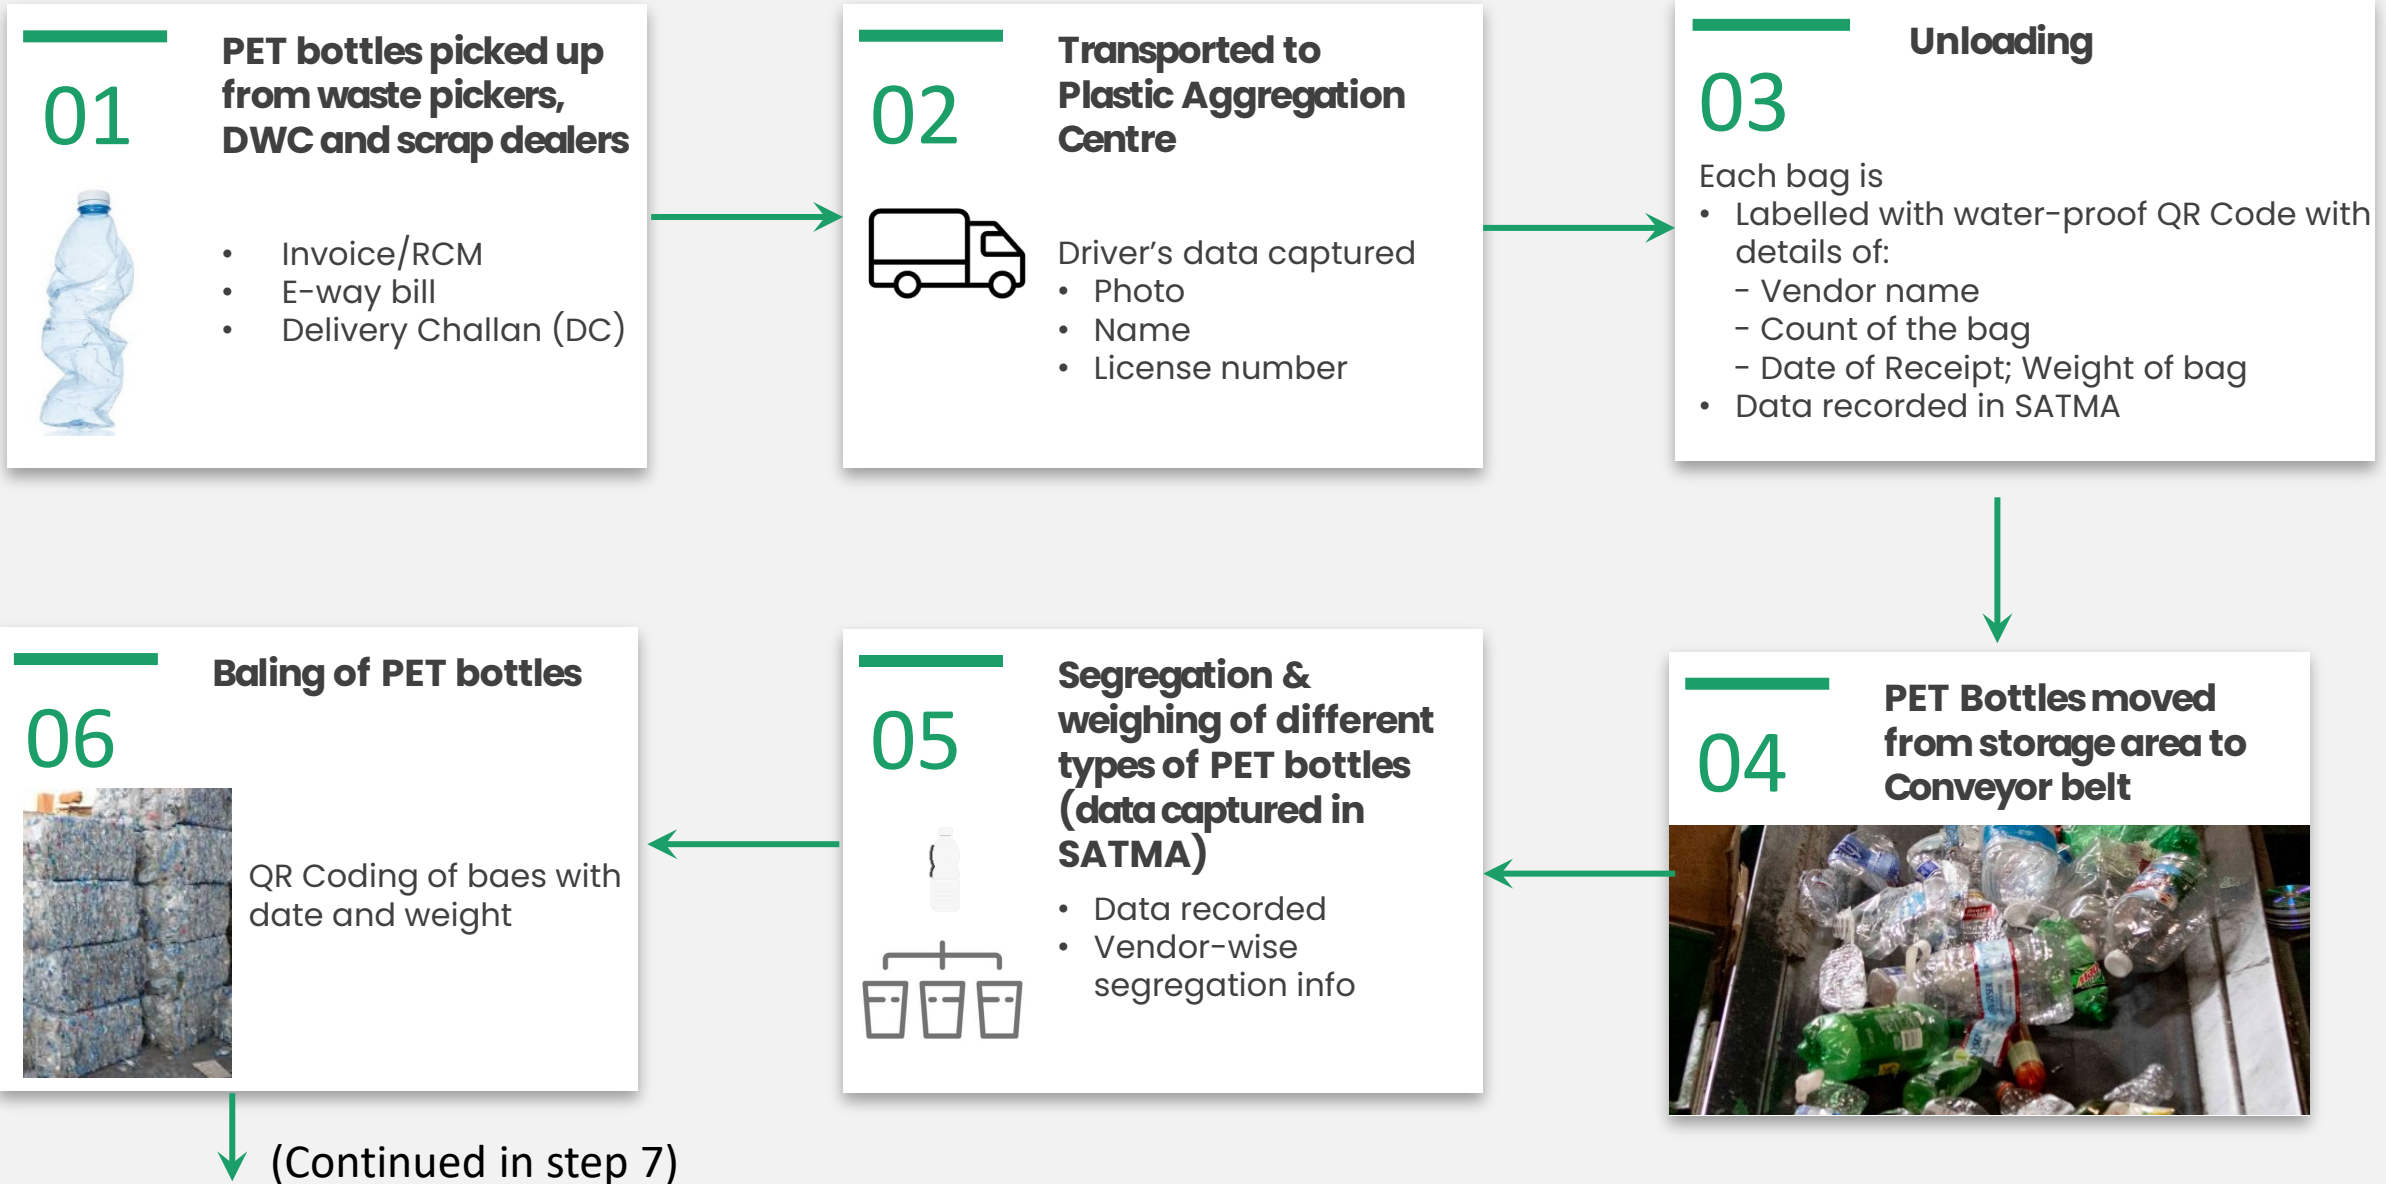 01
PET bottles picked up
from waste pickers,
DWC and scrap dealers
• Invoice/RCM
• E-way bill
• Delivery Challan (DC)
02
Transported to
Plastic Aggregation
Centre
Driver’s data captured
• Photo
• Name
• License number
03
Unloading
Each bag is
• Labelled with water-proof QR Code with
details of:
- Vendor name
- Count of the bag
- Date of Receipt; Weight of bag
• Data recorded in SATMA
04
PET Bottles moved
from storage area to
Conveyor belt
05
Segregation &
weighing of different
types of PET bottles
(data captured in
SATMA)
• Data recorded
• Vendor-wise
segregation info
06
Baling of PET bottles
QR Coding of baes with
date and weight
(Continued in step 7)